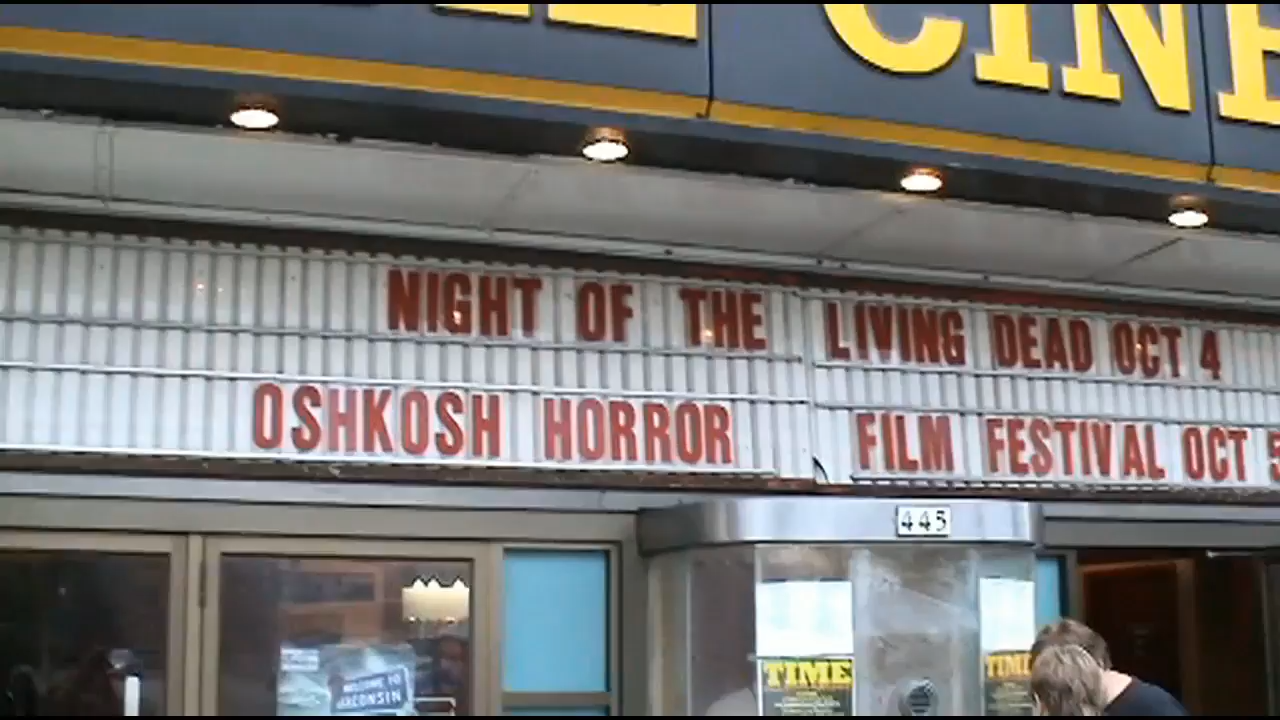 CINE
NIGHT OF THE LIVING DEAD OCT 4
OSHKOSH HORROR FILM FESTIVAL OCT 5
445
TIME
TIME
WELCOME TO
WISCONSIN